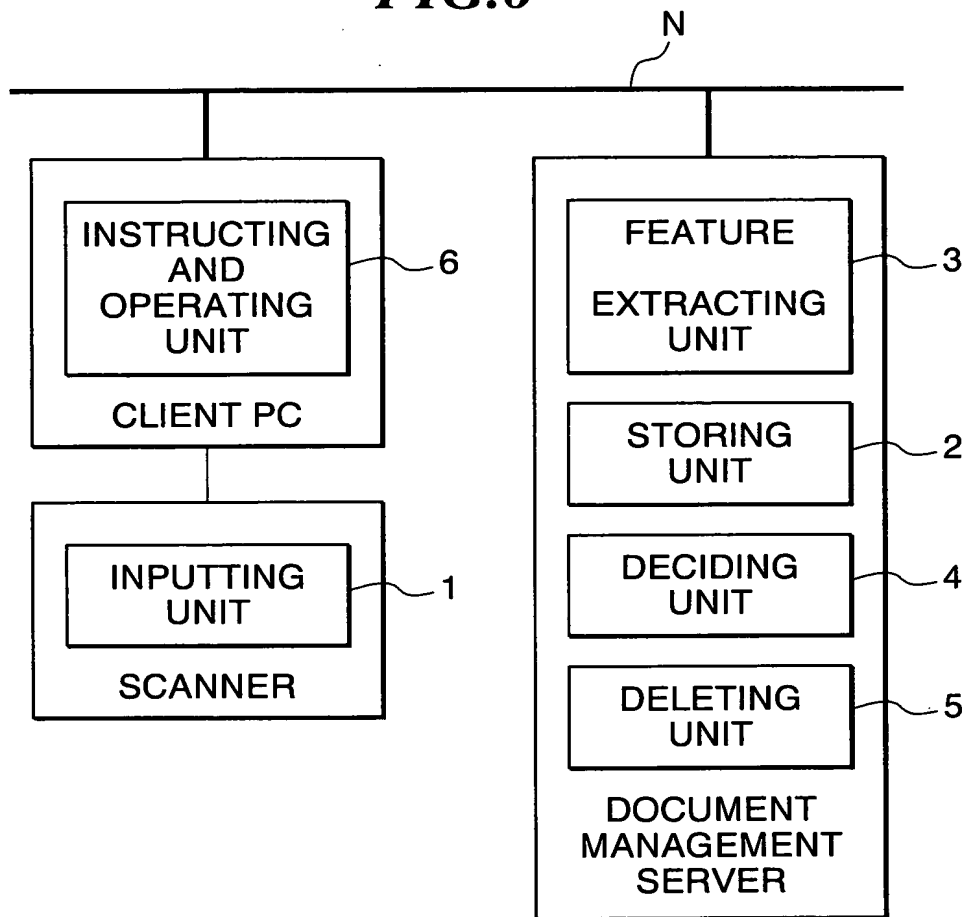 N
INSTRUCTING
AND
OPERATING
UNIT
6
CLIENT PC
INPUTTING
UNIT
1
SCANNER
FEATURE
EXTRACTING
UNIT
3
STORING
UNIT
2
DECIDING
UNIT
4
DELETING
UNIT
5
DOCUMENT
MANAGEMENT
SERVER